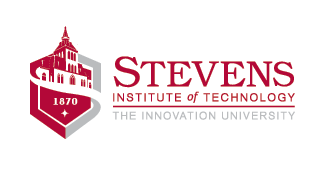 1870
STEVENS
INSTITUTE of TECHNOLOGY
THE INNOVATION UNIVERSITY